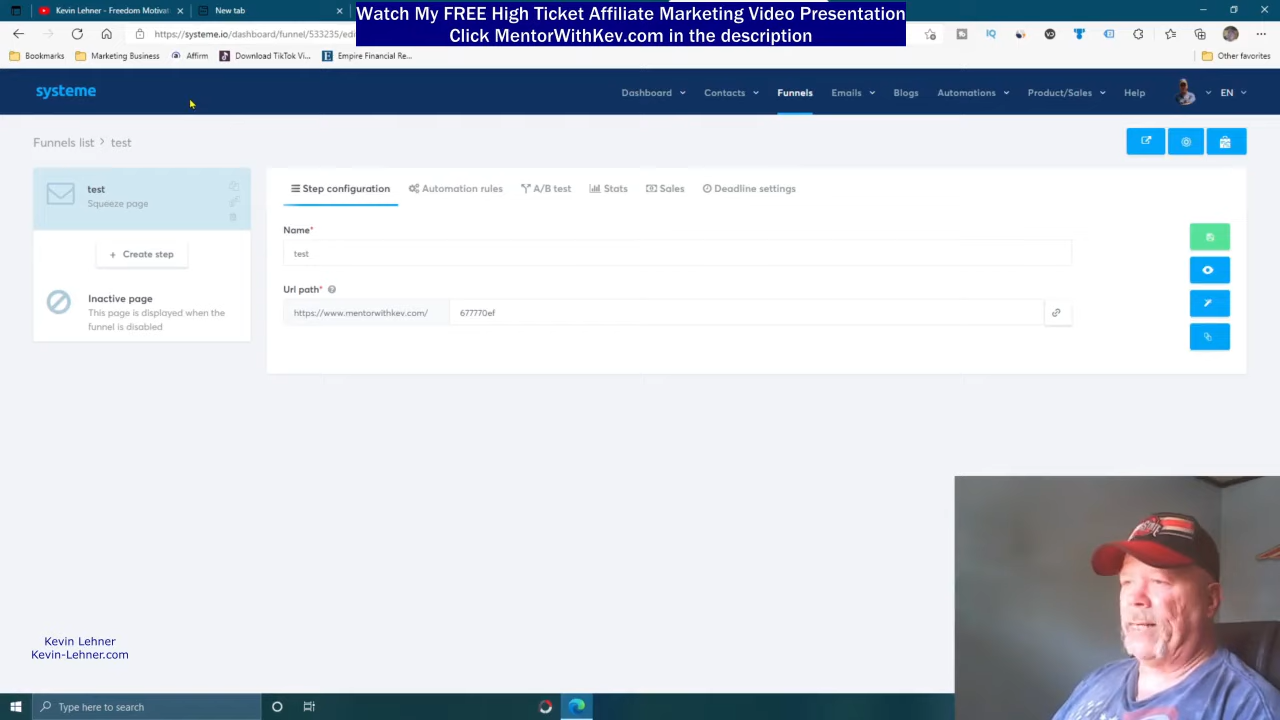 Kevin Lehner - Freedom Motivat
New tab
Watch My FREE High Ticket Affiliate Marketing Video Presentation
Click MentorWithKev.com in the description
https://systeme.io/dashboard/funnel/533235/edi
Bookmarks
Marketing Business
Affirm
Download TikTok Vi...
Empire Financial Re...
Other favorites
systeme
Dashboard
Contacts
Funnels
Emails
Blogs
Automations
Product/Sales
Help
EN
Funnels list > test
test
Squeeze page
+ Create step
Inactive page
This page is displayed when the
funnel is disabled
Step configuration
Automation rules
A/B test
Stats
Sales
Deadline settings
Name*
test
Url path*
https://www.mentorwithkev.com/
677770ef
Kevin Lehner
Kevin-Lehner.com
Type here to search